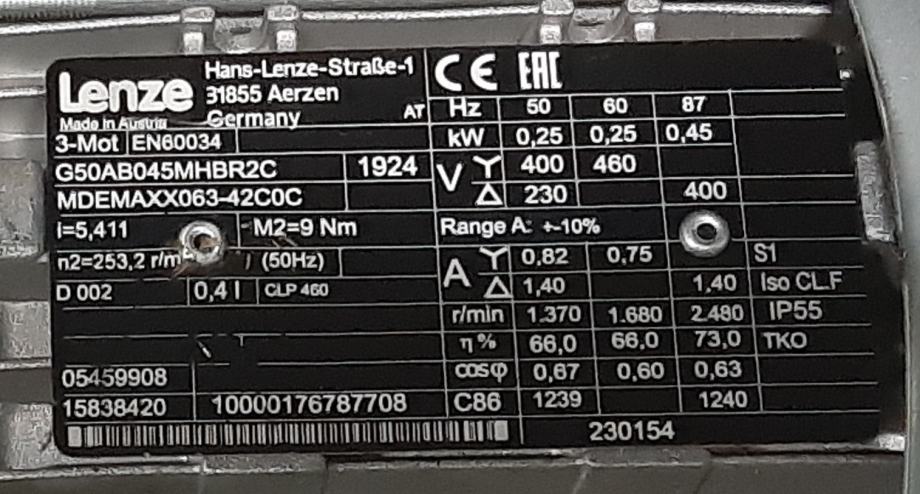 Lenze
Hans-Lenze-Straße-1
31855 Aerzen
Germany
Made in Austria
AT
CE EAC
Hz 50 60 87
3-Mot EN60034
kW 0,25 0,25 0,45
G50AB045MHBR2C 1924
V Y 400 460
MDEMAXX063-42C0C
Δ 230 400
i=5,411 M2=9 Nm
Range A: +-10%
n2=253,2 r/m (50Hz)
A Y 0,82 0,75 S1
D 002 0,4 l CLP 460
Δ 1,40 1,40 Iso CL.F
r/min 1.370 1.680 2.480 IP55
η % 66,0 66,0 73,0 TKO
05459908
cosφ 0,67 0,60 0,63
15838420 10000176787708
C86 1239 1240
230154